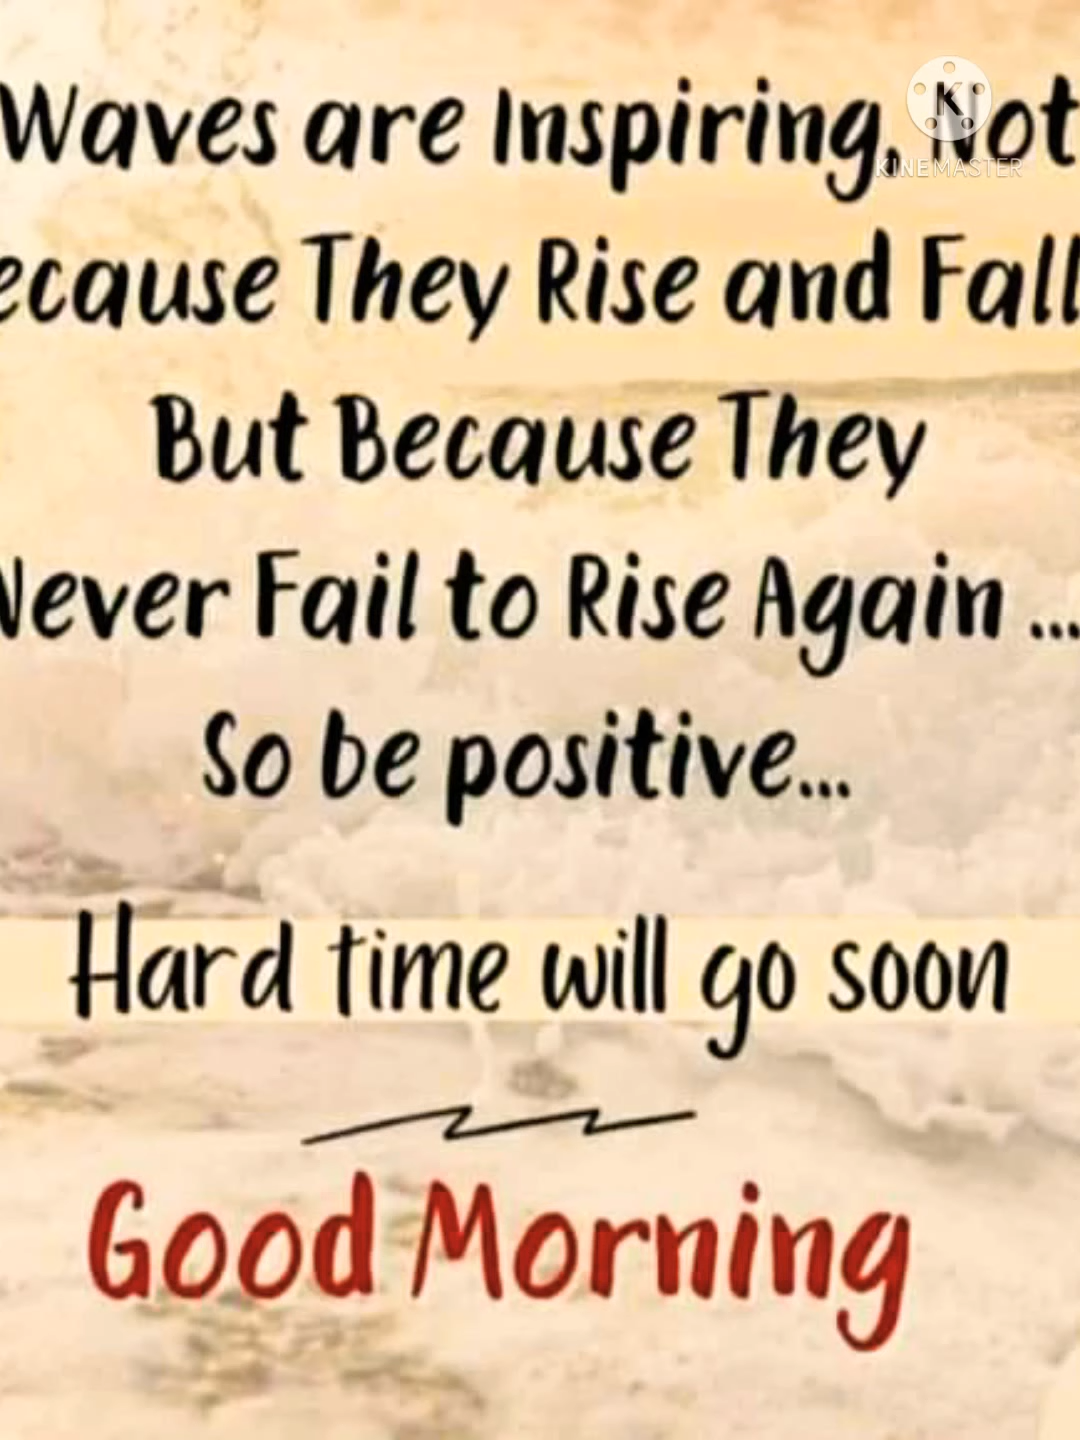 Waves are Inspiring, Not
ecause They Rise and Fall
But Because They
Never Fail to Rise Again ...
So be positive...
Hard time will go soon
Good Morning
K
KINEMASTER